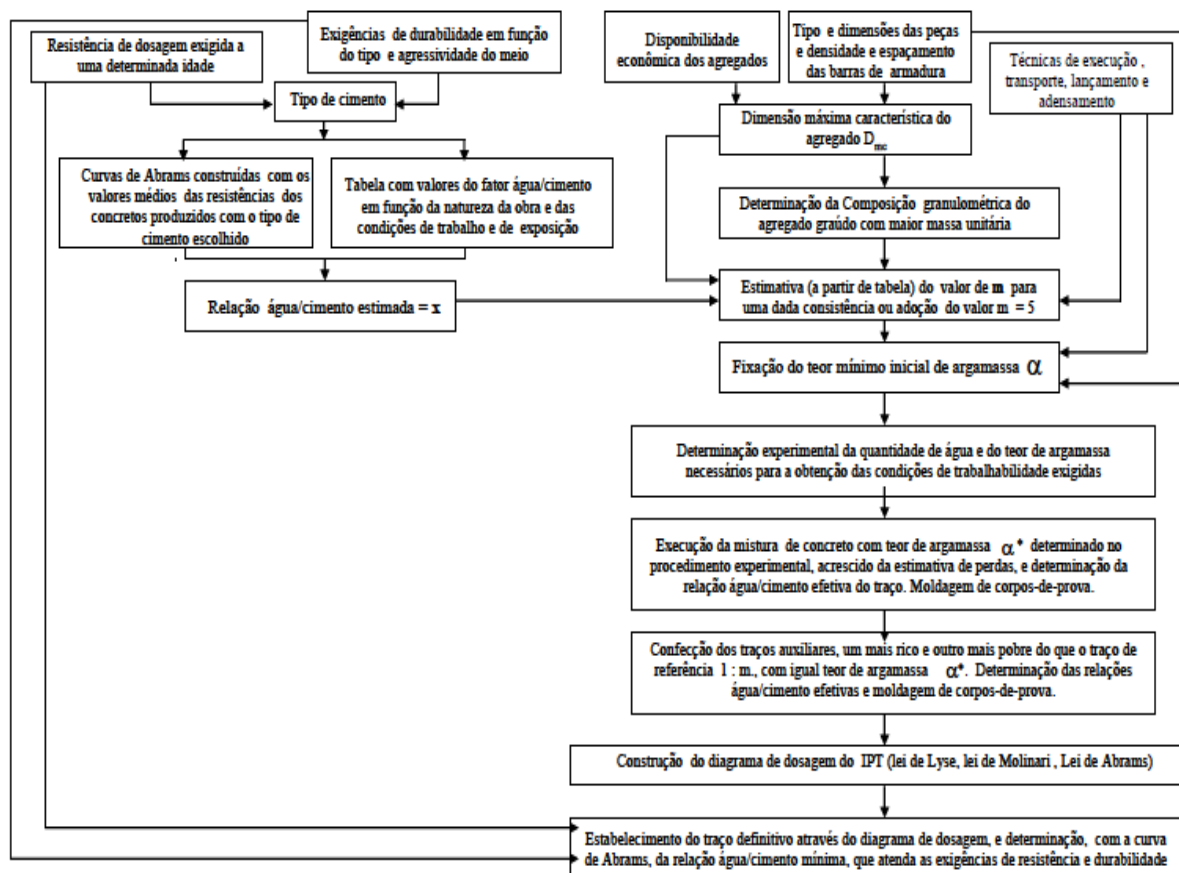 Resistência de dosagem exigida a
uma determinada idade
Exigências de durabilidade em função
do tipo e agressividade do meio
Disponibilidade
econômica dos agregados
Tipo e dimensões das peças
e densidade e espaçamento
das barras de armadura
Técnicas de execução ,
transporte, lançamento e
adensamento
Tipo de cimento
Dimensão máxima característica do
agregado Dmc
Curvas de Abrams construídas com os
valores médios das resistências dos
concretos produzidos com o tipo de
cimento escolhido
Tabela com valores do fator água/cimento
em função da natureza da obra e das
condições de trabalho e de exposição
Determinação da Composição granulométrica do
agregado graúdo com maior massa unitária
Relação água/cimento estimada = x
Estimativa (a partir de tabela) do valor de m para
uma dada consistência ou adoção do valor m = 5
Fixação do teor mínimo inicial de argamassa α
Determinação experimental da quantidade de água e do teor de argamassa
necessários para a obtenção das condições de trabalhabilidade exigidas
Execução da mistura de concreto com teor de argamassa α* determinado no
procedimento experimental, acrescido da estimativa de perdas, e determinação da
relação água/cimento efetiva do traço. Moldagem de corpos-de-prova.
Confecção dos traços auxiliares, um mais rico e outro mais pobre do que o traço de
referência 1 : m., com igual teor de argamassa α*. Determinação das relações
água/cimento efetivas e moldagem de corpos-de-prova.
Construção do diagrama de dosagem do IPT (lei de Lyse, lei de Molinari , Lei de Abrams)
Estabelecimento do traço definitivo através do diagrama de dosagem, e determinação, com a curva
de Abrams, da relação água/cimento mínima, que atenda as exigências de resistência e durabilidade